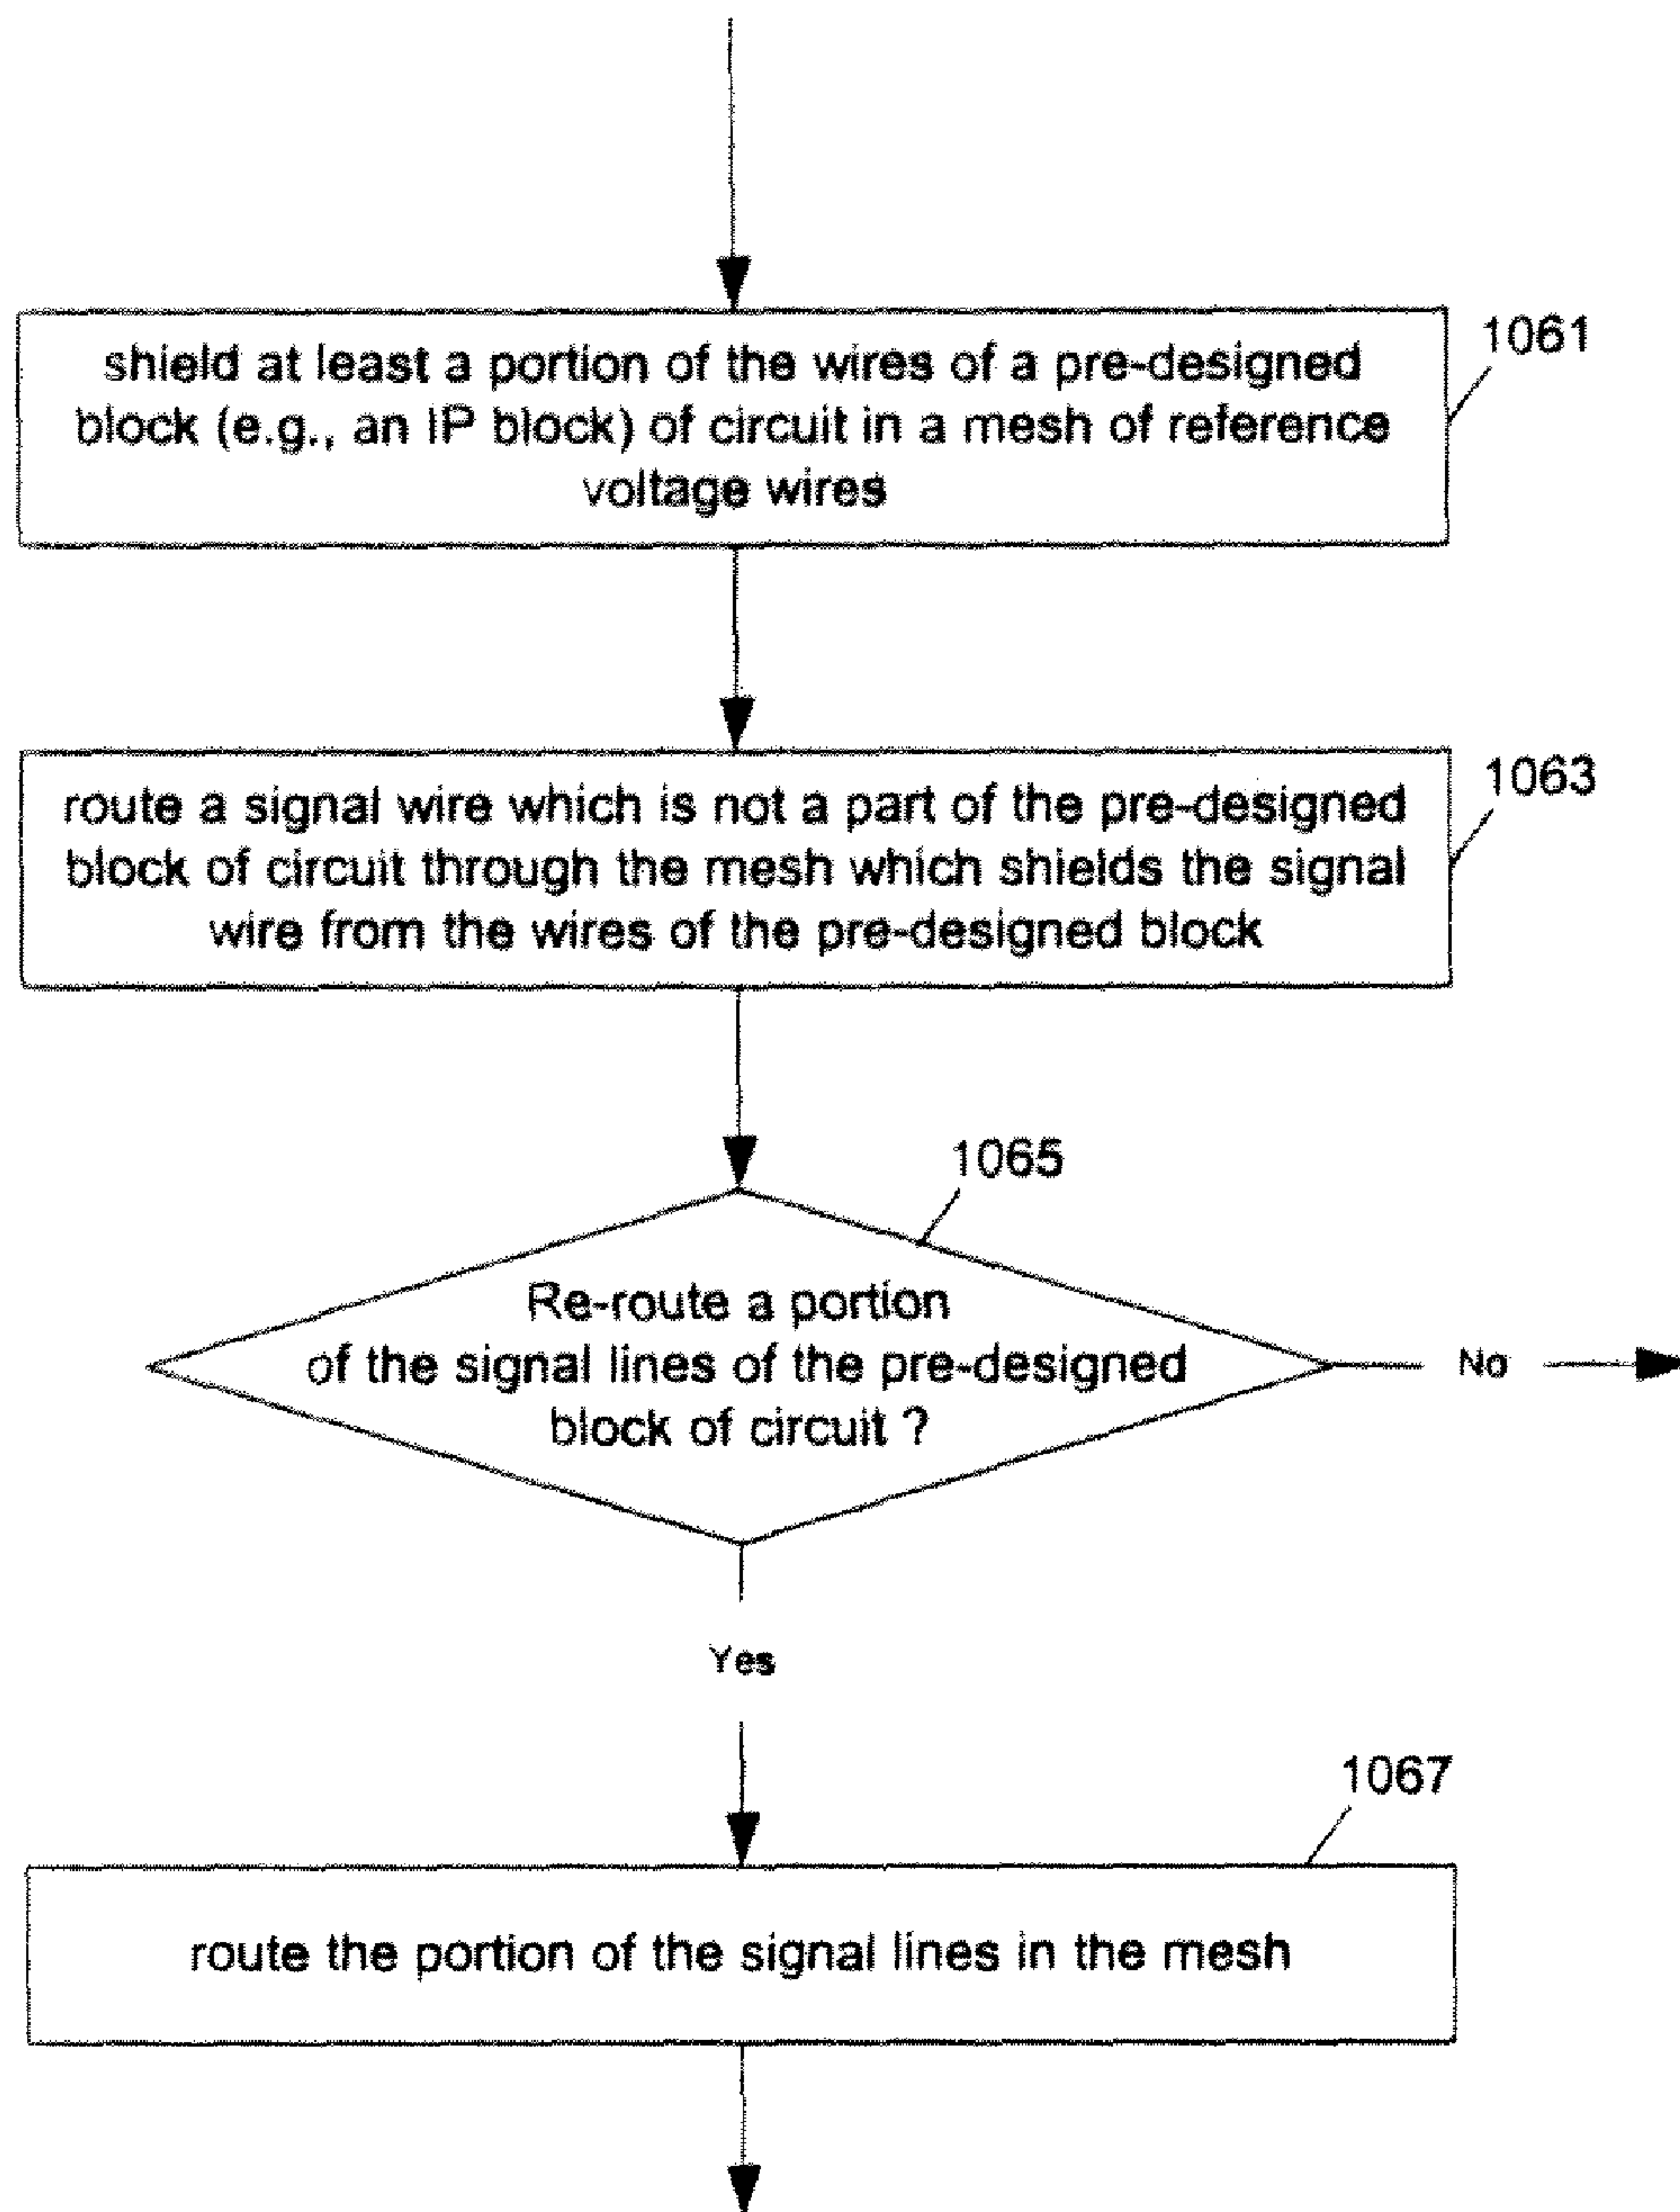 shield at least a portion of the wires of a pre-designed
block (e.g., an IP block) of circuit in a mesh of reference
voltage wires
1061
route a signal wire which is not a part of the pre-designed
block of circuit through the mesh which shields the signal
wire from the wires of the pre-designed block
1063
1065
Re-route a portion
of the signal lines of the pre-designed
block of circuit ?
No
Yes
1067
route the portion of the signal lines in the mesh